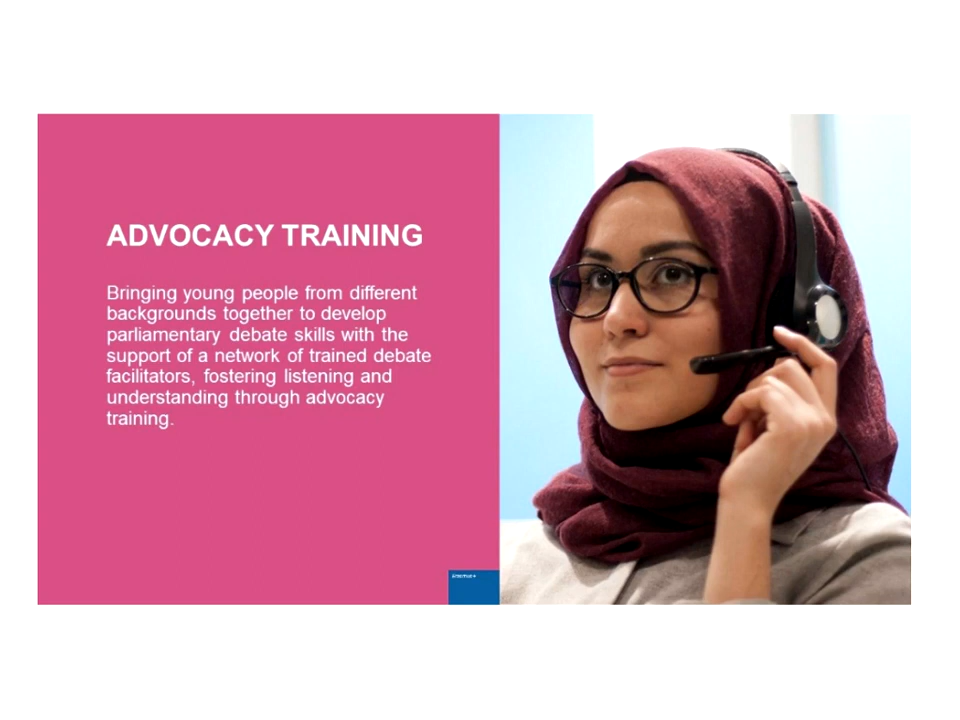 ADVOCACY TRAINING
Bringing young people from different
backgrounds together to develop
parliamentary debate skills with the
support of a network of trained debate
facilitators, fostering listening and
understanding through advocacy
training.
Erasmus+